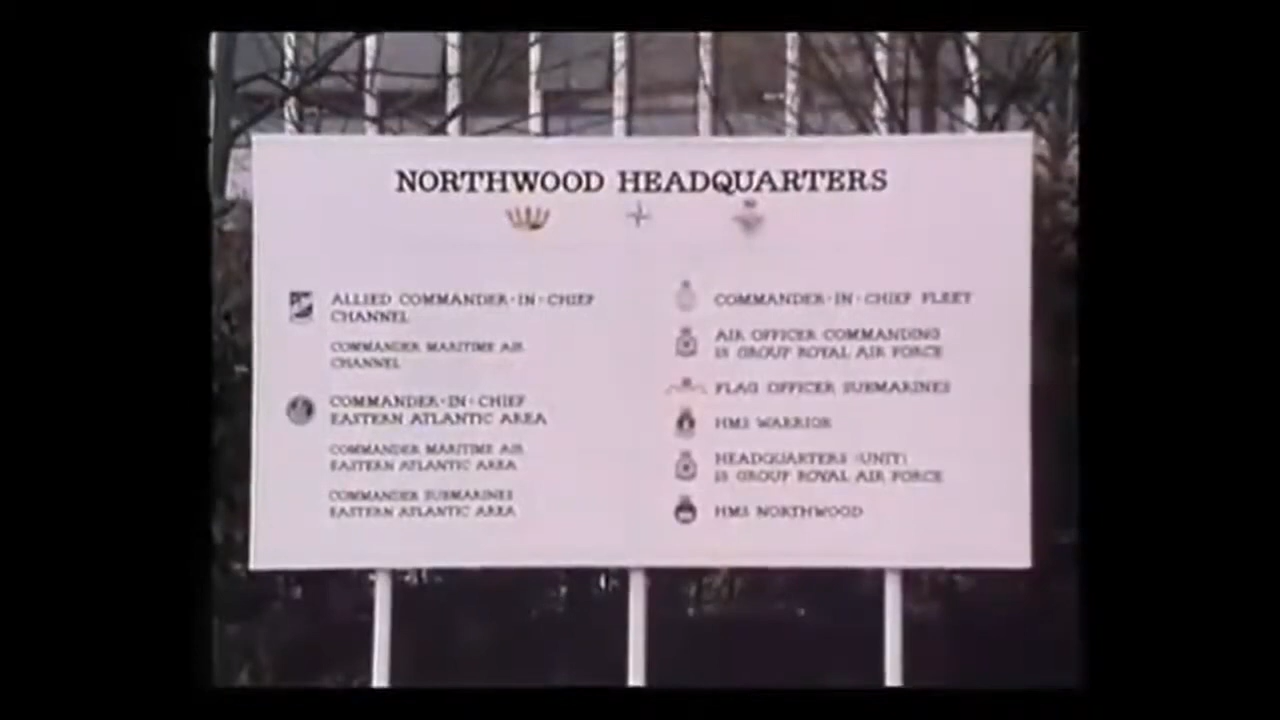 NORTHWOOD HEADQUARTERS
ALLIED COMMANDER-IN-CHIEF
CHANNEL
COMMANDER MARITIME AIR
CHANNEL
COMMANDER-IN-CHIEF
EASTERN ATLANTIC AREA
COMMANDER MARITIME AIR
EASTERN ATLANTIC AREA
COMMANDER SUBMARINES
EASTERN ATLANTIC AREA
COMMANDER-IN-CHIEF FLEET
AIR OFFICER COMMANDING
18 GROUP ROYAL AIR FORCE
FLAG OFFICER SUBMARINES
HMS WARRIOR
HEADQUARTERS (UNIT)
18 GROUP ROYAL AIR FORCE
HMS NORTHWOOD